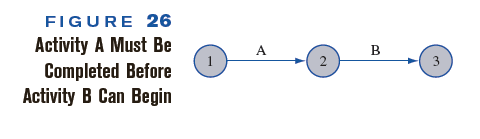 FIGURE 26
Activity A Must Be
Completed Before
Activity B Can Begin
1 A 2 B 3